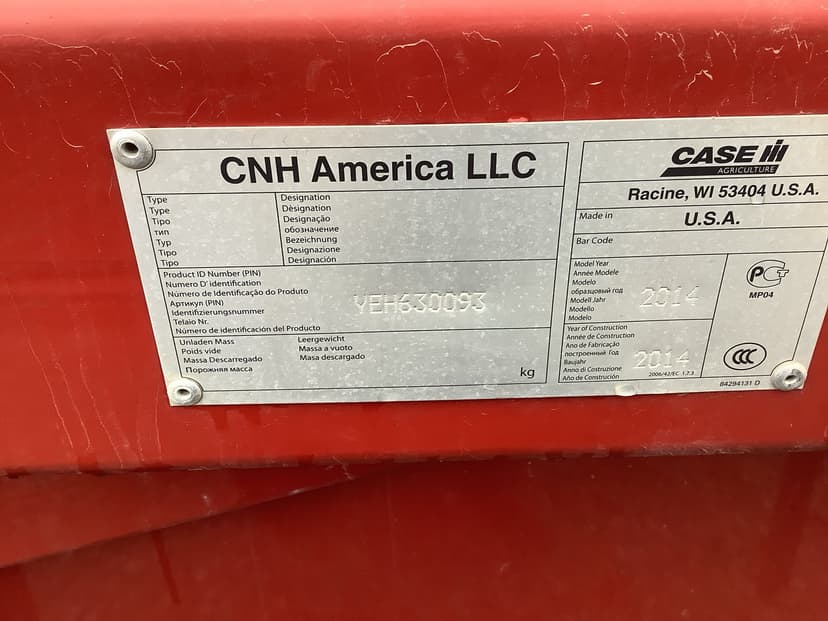 CNH America LLC
Type
Type
Tipo
тип
Typ
Tipo
Tipo
Designation
Dèsignation
Designação
обозначение
Bezeichnung
Designazione
Designación
Product ID Number (PIN)
Numero D' identification
Número de Identificação do Produto
Артикул (PIN)
Identifizierungsnummer
Telaio Nr.
Número de identificación del Producto
YEH630093
Unladen Mass
Poids vide
Massa Descarregado
Порожняя масса
Leergewicht
Massa a vuoto
Masa descargado
kg
CASE IH
AGRICULTURE
Racine, WI 53404 U.S.A.
Made in
U.S.A.
Bar Code
Model Year
Année Modele
Modelo
образцовый год
Modell Jahr
Modello
Modelo
2014
Year of Construction
Année de Construction
Ano de Fabricação
построенный Год
Baujahr
Anno di Costruzione
Año de Construción
2014
2006/42/EC 1.7.3
PCT
MP04
CCC
84294131 D